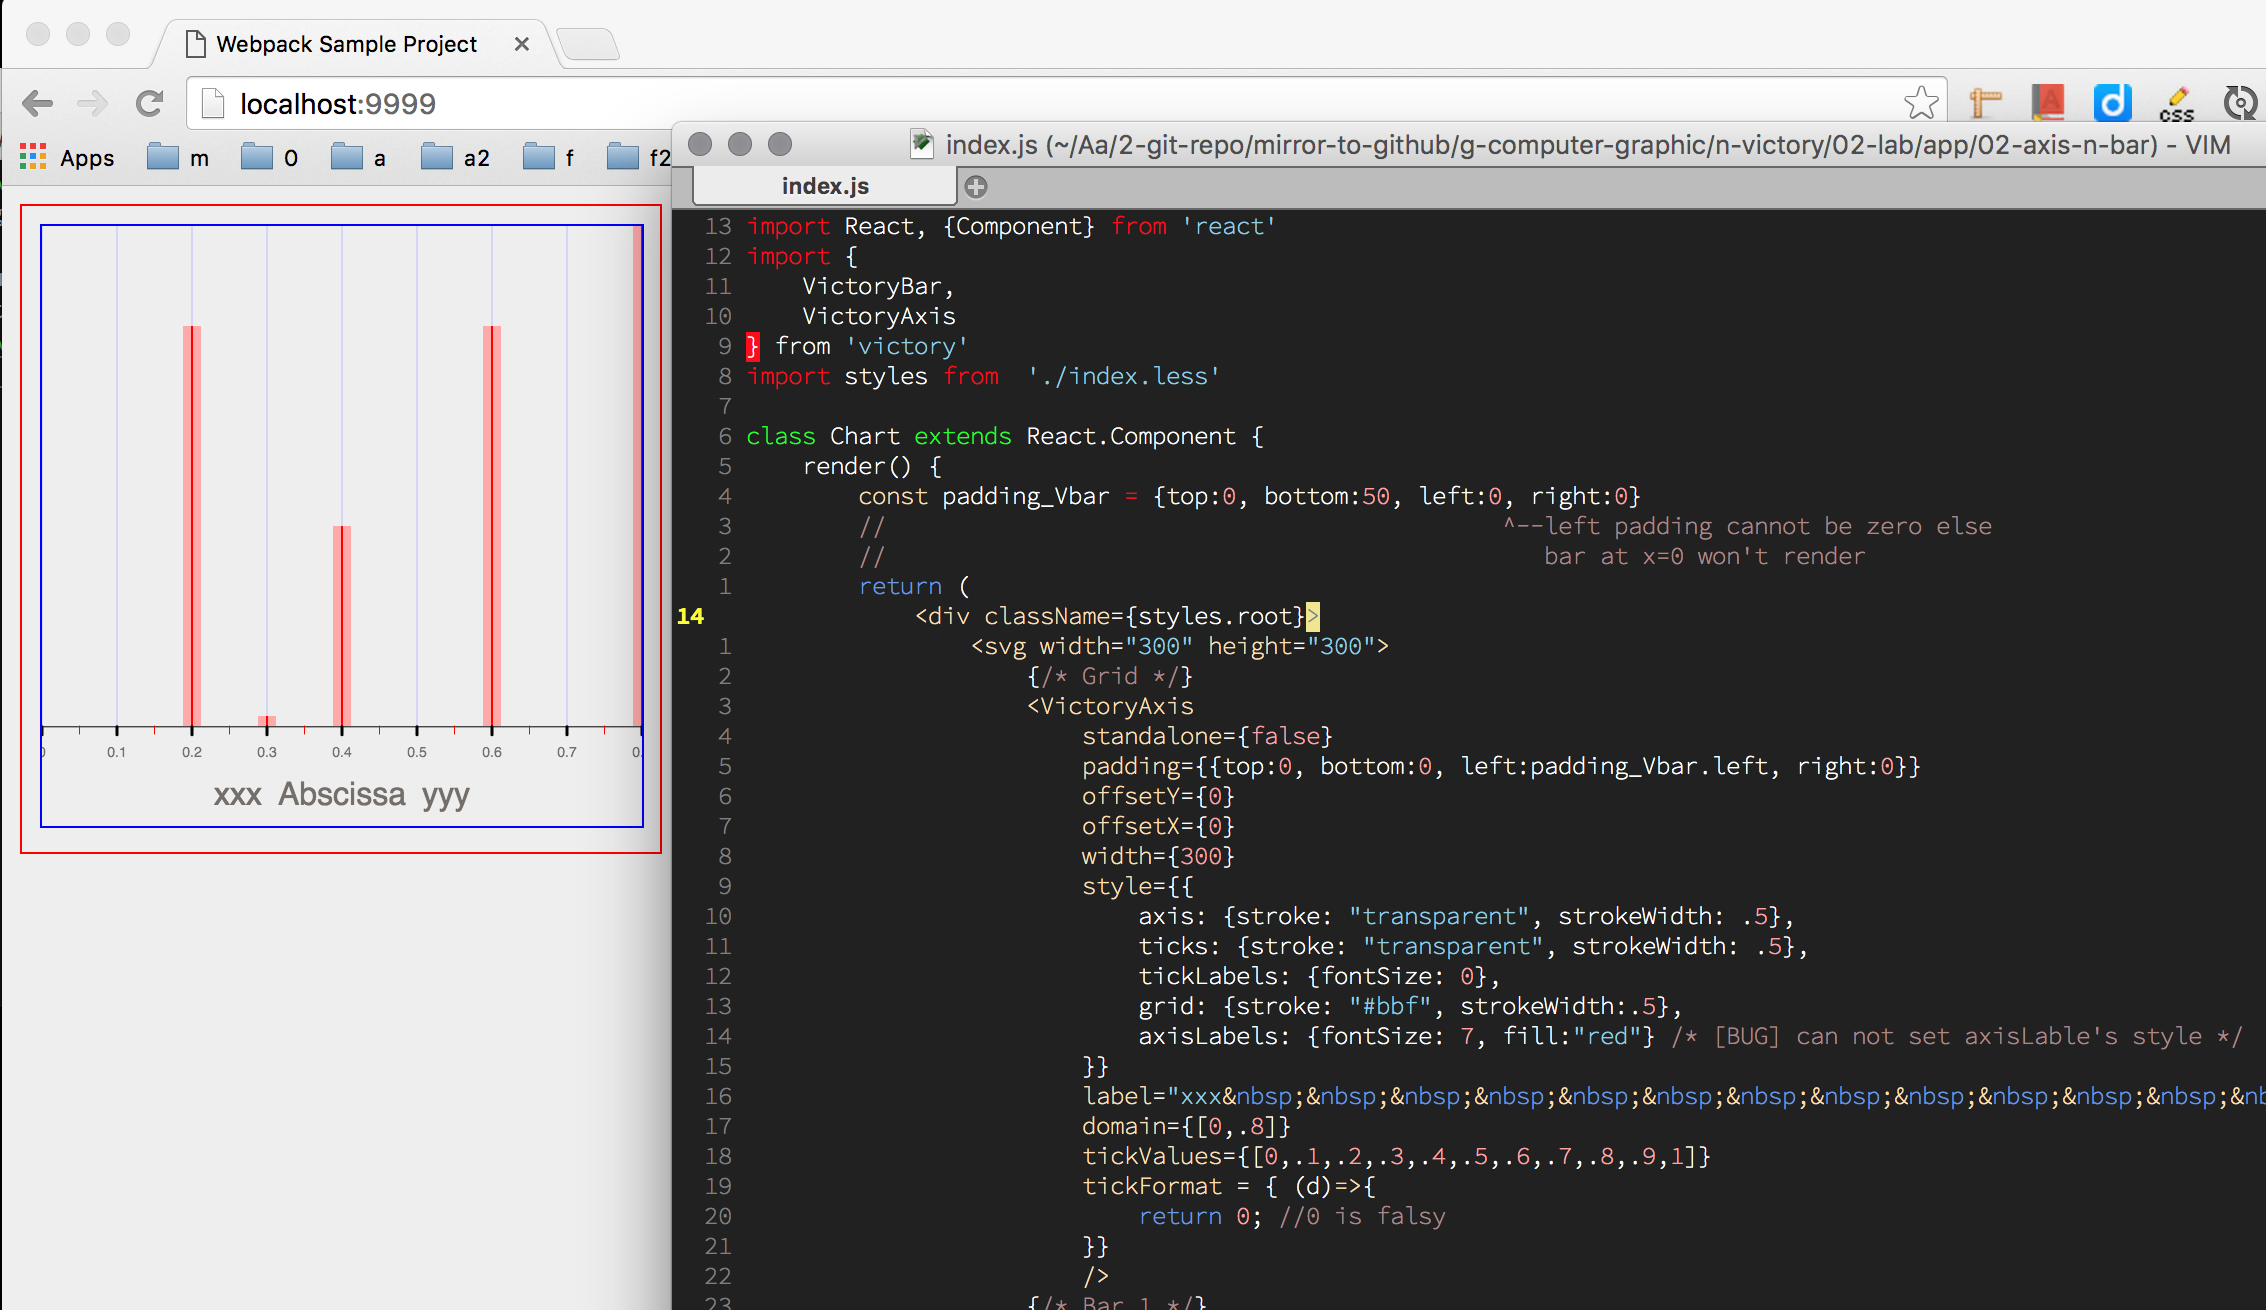 Webpack Sample Project
localhost:9999
Apps m 0 a a2 f f2
index.js (~/Aa/2-git-repo/mirror-to-github/g-computer-graphic/n-victory/02-lab/app/02-axis-n-bar) - VIM
index.js
0.1 0.2 0.3 0.4 0.5 0.6 0.7 0.
xxx Abscissa yyy
13 import React, {Component} from 'react'
12 import {
11 VictoryBar,
10 VictoryAxis
9 } from 'victory'
8 import styles from './index.less'
7
6 class Chart extends React.Component {
5 render() {
4 const padding_Vbar = {top:0, bottom:50, left:0, right:0}
3 // ^--left padding cannot be zero else
2 // bar at x=0 won't render
1 return (
14 <div className={styles.root}>
1 <svg width="300" height="300">
2 {/* Grid */}
3 <VictoryAxis
4 standalone={false}
5 padding={{top:0, bottom:0, left:padding_Vbar.left, right:0}}
6 offsetY={0}
7 offsetX={0}
8 width={300}
9 style={{
10 axis: {stroke: "transparent", strokeWidth: .5},
11 ticks: {stroke: "transparent", strokeWidth: .5},
12 tickLabels: {fontSize: 0},
13 grid: {stroke: "#bbf", strokeWidth:.5},
14 axisLabels: {fontSize: 7, fill:"red"} /* [BUG] can not set axisLable's style */
15 }}
16 label="xxx&nbsp;&nbsp;&nbsp;&nbsp;&nbsp;&nbsp;&nbsp;&nbsp;&nbsp;&nbsp;&nbsp;&nbsp;&nb
17 domain={[0,.8]}
18 tickValues={[0,.1,.2,.3,.4,.5,.6,.7,.8,.9,1]}
19 tickFormat = { (d)=>{
20 return 0; //0 is falsy
21 }}
22 />
23 {/* Bar 1 */}
css